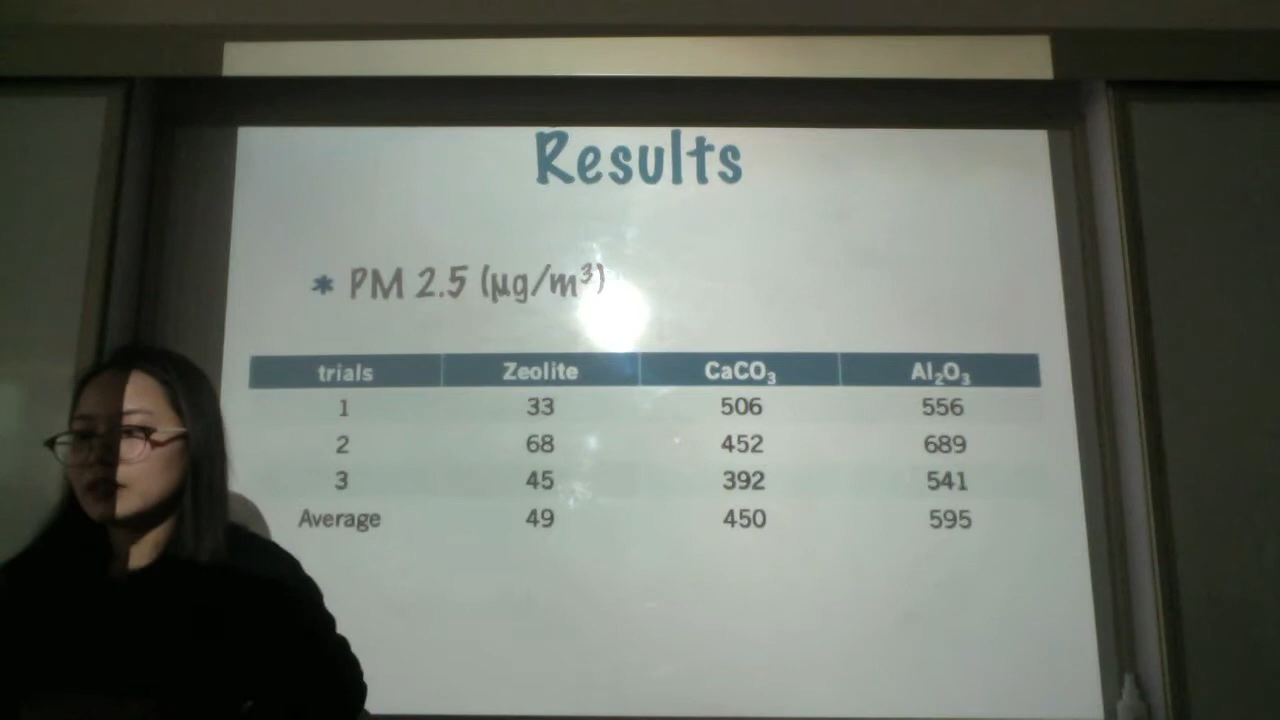 Results
* PM 2.5 (µg/m³)
trials Zeolite CaCO₃ Al₂O₃
1 33 506 556
2 68 452 689
3 45 392 541
Average 49 450 595